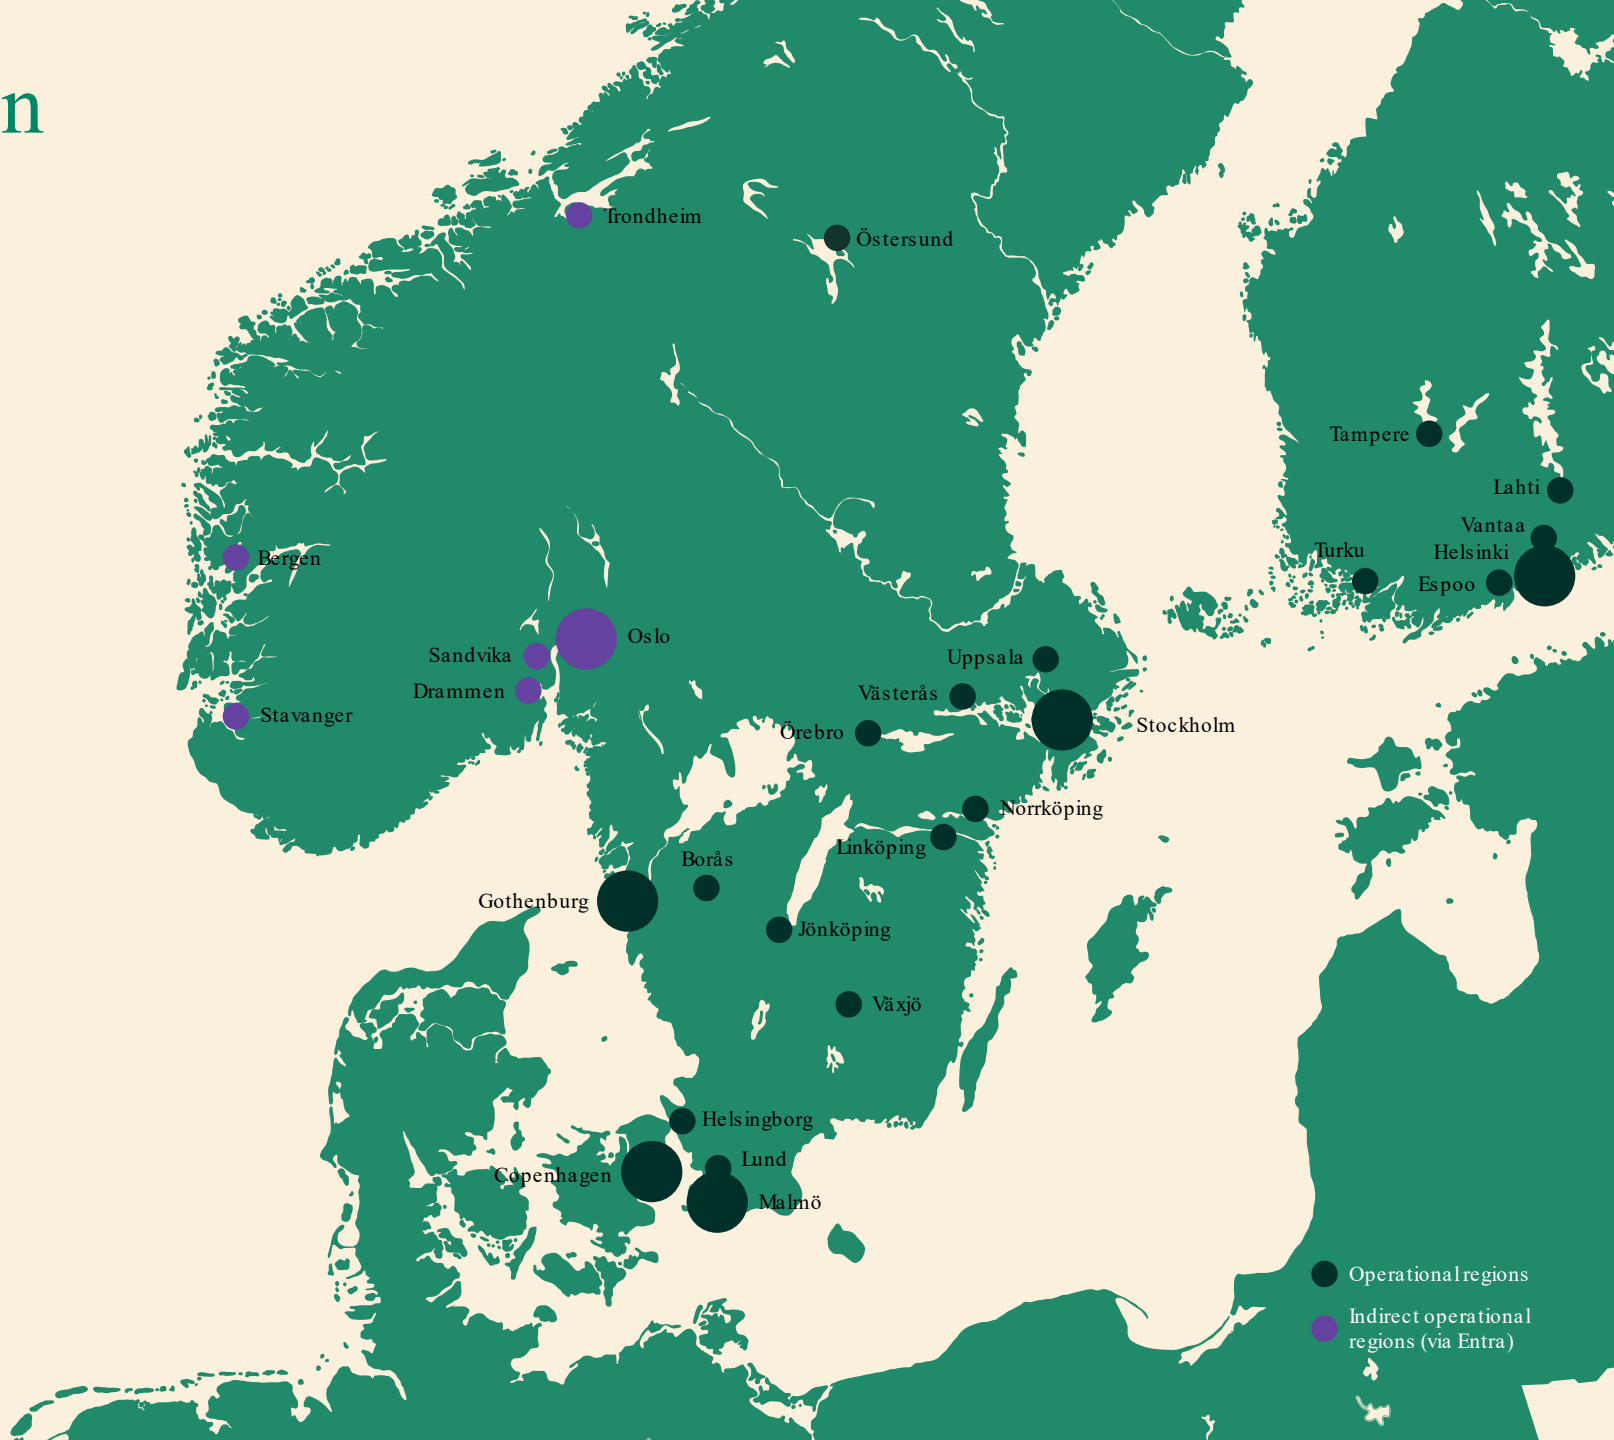 n
Trondheim
Östersund
Tampere
Lahti
Vantaa
Turku
Helsinki
Bergen
Espoo
Oslo
Sandvika
Uppsala
Drammen
Västerås
Stavanger
Stockholm
Örebro
Norrköping
Linköping
Borås
Gothenburg
Jönköping
Växjö
Helsingborg
Lund
Copenhagen
Malmö
Operational regions
Indirect operational
regions (via Entra)